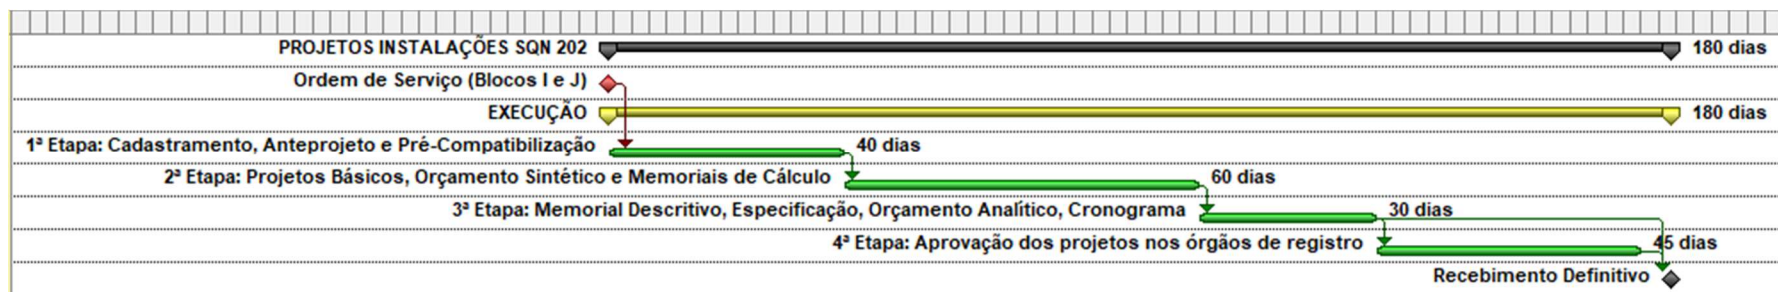 PROJETOS INSTALAÇÕES SQN 202 180 dias
Ordem de Serviço (Blocos I e J)
EXECUÇÃO 180 dias
1ª Etapa: Cadastramento, Anteprojeto e Pré-Compatibilização 40 dias
2ª Etapa: Projetos Básicos, Orçamento Sintético e Memoriais de Cálculo 60 dias
3ª Etapa: Memorial Descritivo, Especificação, Orçamento Analítico, Cronograma 30 dias
4ª Etapa: Aprovação dos projetos nos órgãos de registro 45 dias
Recebimento Definitivo